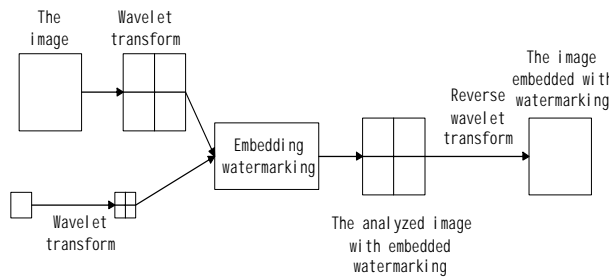 The
image
Wavelet
transform
Embedding
watermarking
Wavelet
transform
The analyzed image
with embedded
watermarking
Reverse
wavelet
transform
The image
embedded with
watermarking